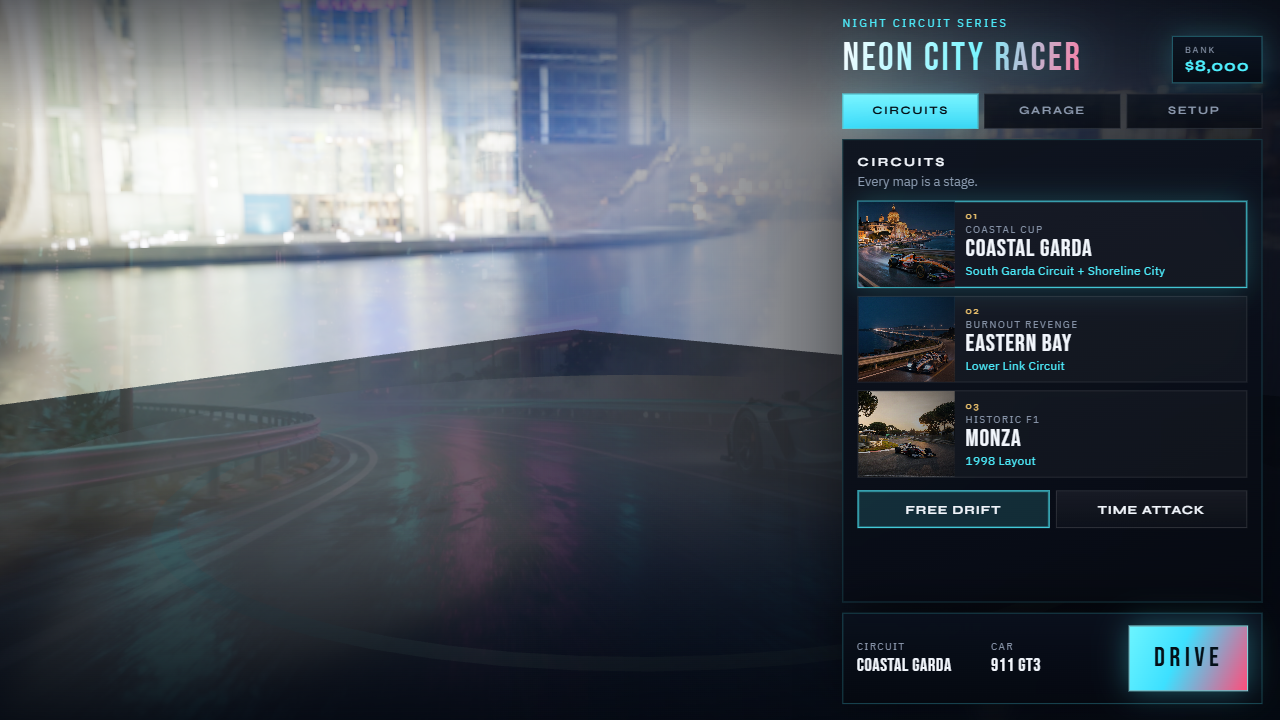 NIGHT CIRCUIT SERIES
NEON CITY RACER
BANK
$8,000
CIRCUITS
GARAGE
SETUP
CIRCUITS
Every map is a stage.
01
COASTAL CUP
COASTAL GARDA
South Garda Circuit + Shoreline City
02
BURNOUT REVENGE
EASTERN BAY
Lower Link Circuit
03
HISTORIC F1
MONZA
1998 Layout
FREE DRIFT
TIME ATTACK
CIRCUIT
COASTAL GARDA
CAR
911 GT3
DRIVE